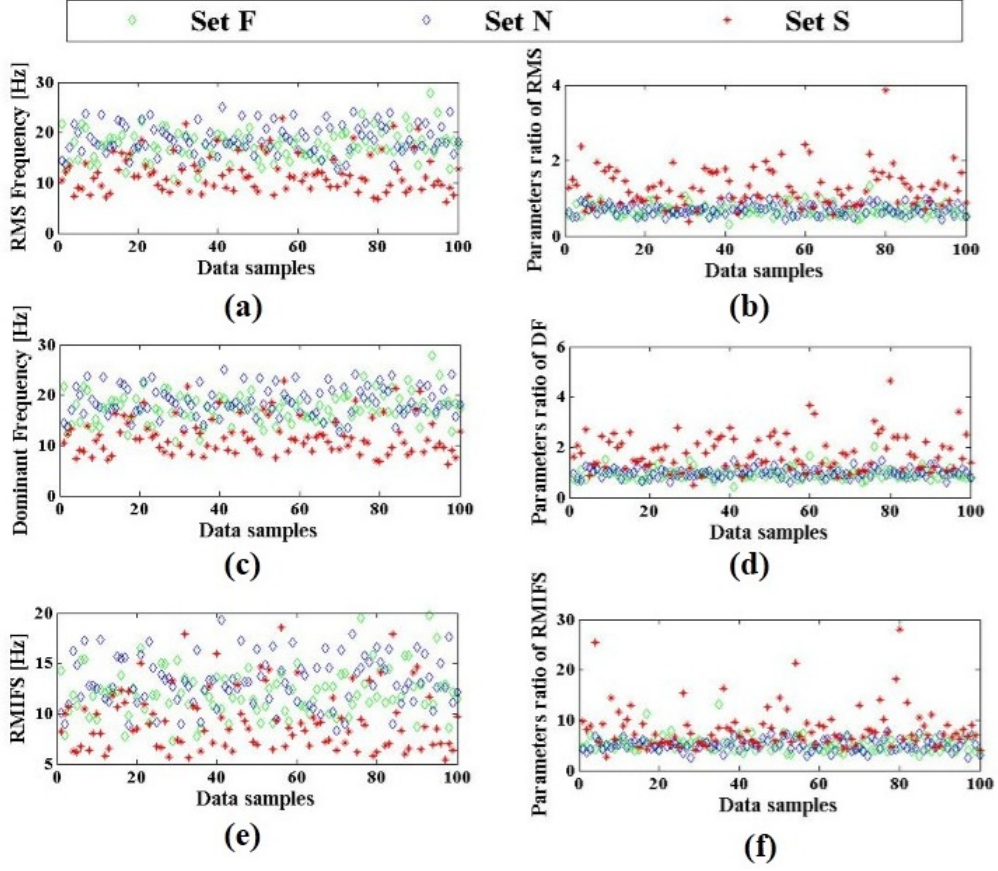 Set F Set N Set S
RMS Frequency [Hz]
30
20
10
0
0 20 40 60 80 100
Data samples
(a)
Parameters ratio of RMS
4
2
0
0 20 40 60 80 100
Data samples
(b)
Dominant Frequency [Hz]
30
20
10
0
0 20 40 60 80 100
Data samples
(c)
Parameters ratio of DF
6
4
2
0
0 20 40 60 80 100
Data samples
(d)
RMIFS [Hz]
20
15
10
5
0 20 40 60 80 100
Data samples
(e)
Parameters ratio of RMIFS
30
20
10
0
0 20 40 60 80 100
Data samples
(f)